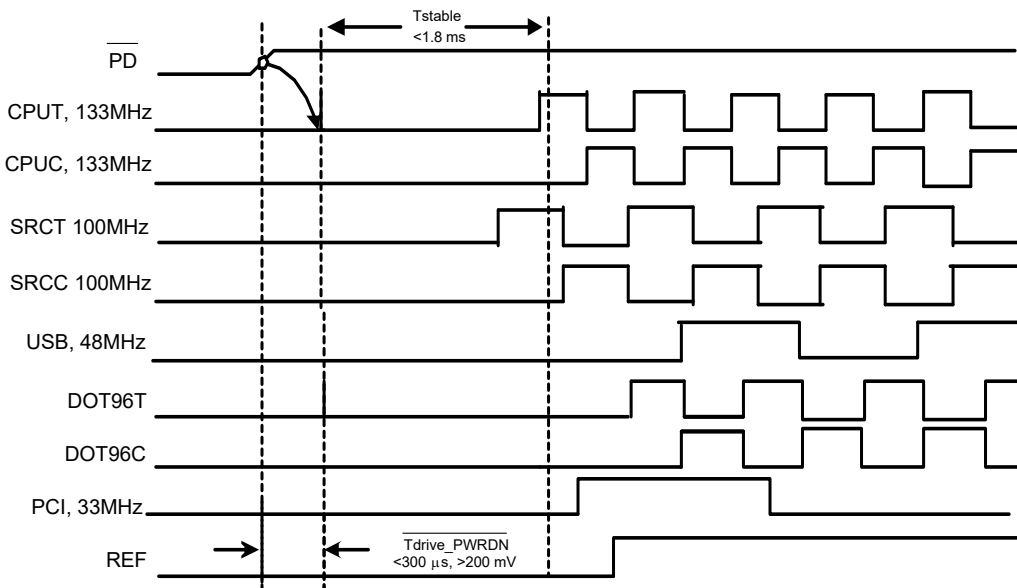 Tstable
<1.8 ms
PD
CPUT, 133MHz
CPUC, 133MHz
SRCT 100MHz
SRCC 100MHz
USB, 48MHz
DOT96T
DOT96C
PCI, 33MHz
Tdrive_PWRDN
<300 μs, >200 mV
REF